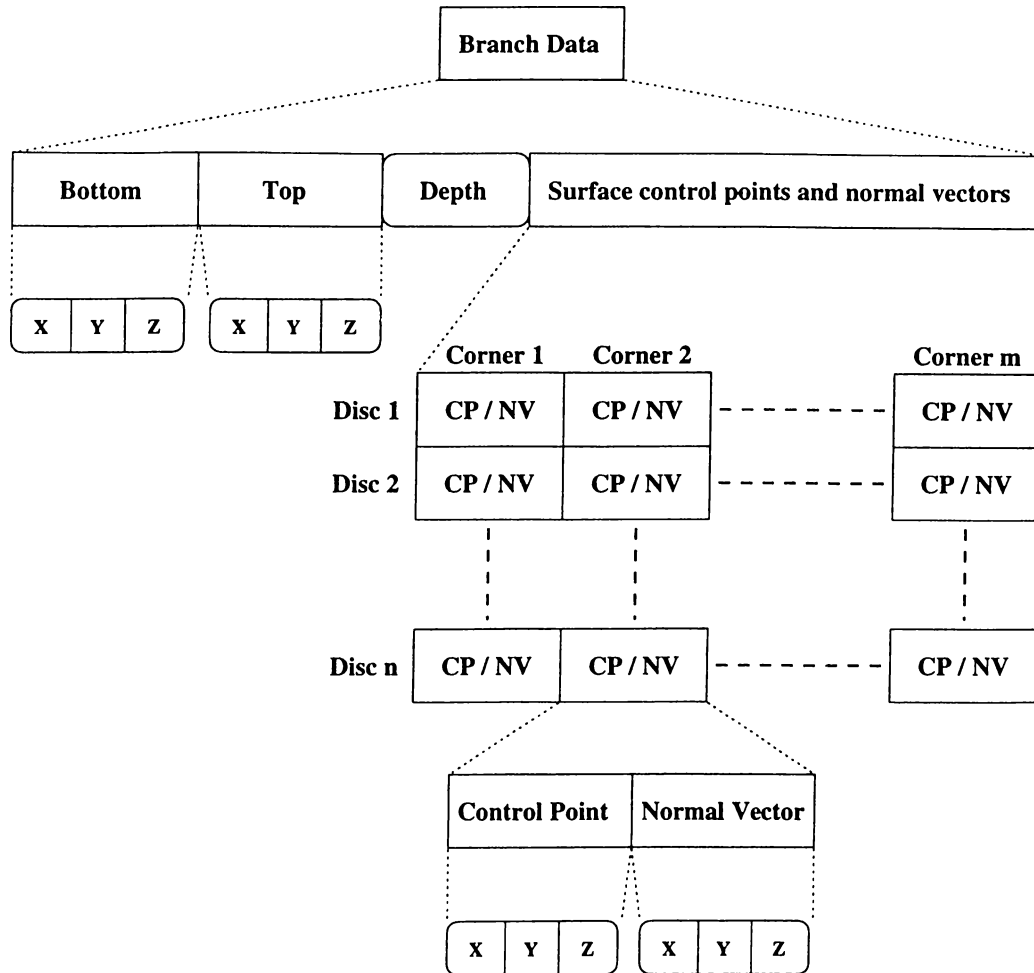 Branch Data
Bottom Top Depth Surface control points and normal vectors
X Y Z X Y Z
Corner 1 Corner 2 Corner m
Disc 1 CP / NV CP / NV CP / NV
Disc 2 CP / NV CP / NV CP / NV
Disc n CP / NV CP / NV CP / NV
Control Point Normal Vector
X Y Z X Y Z